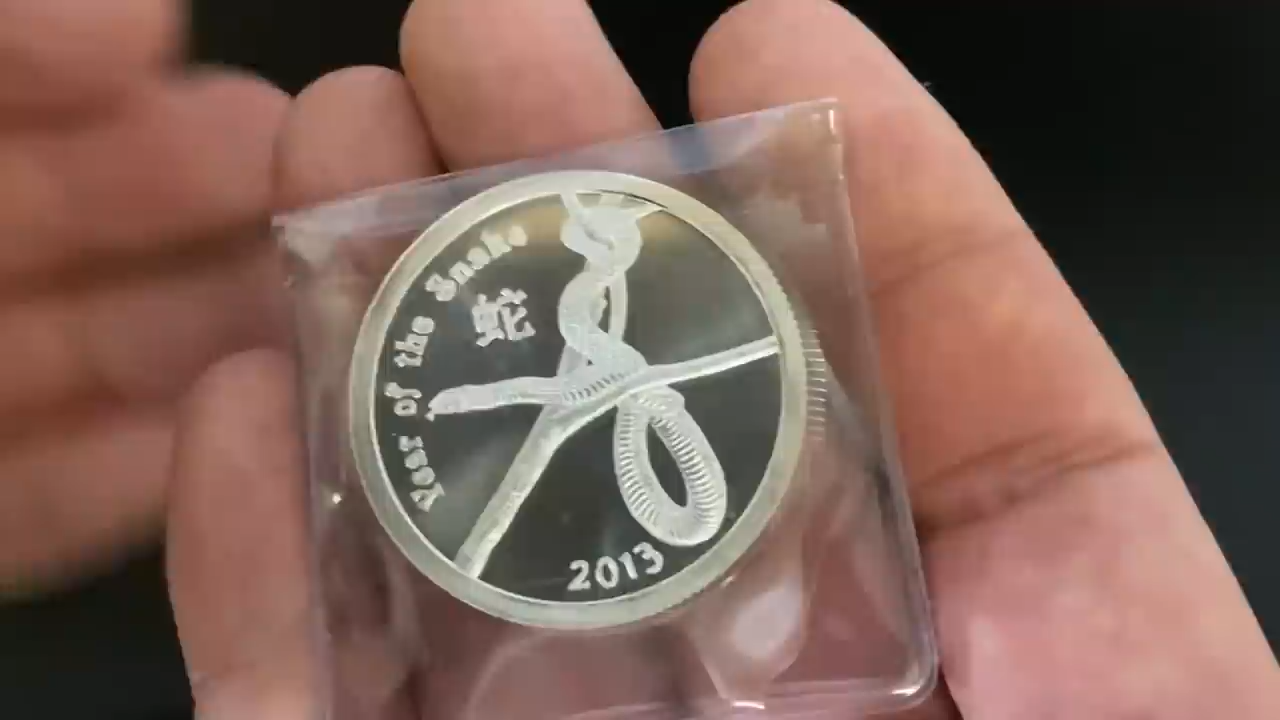 Year of the Snake
蛇
2013